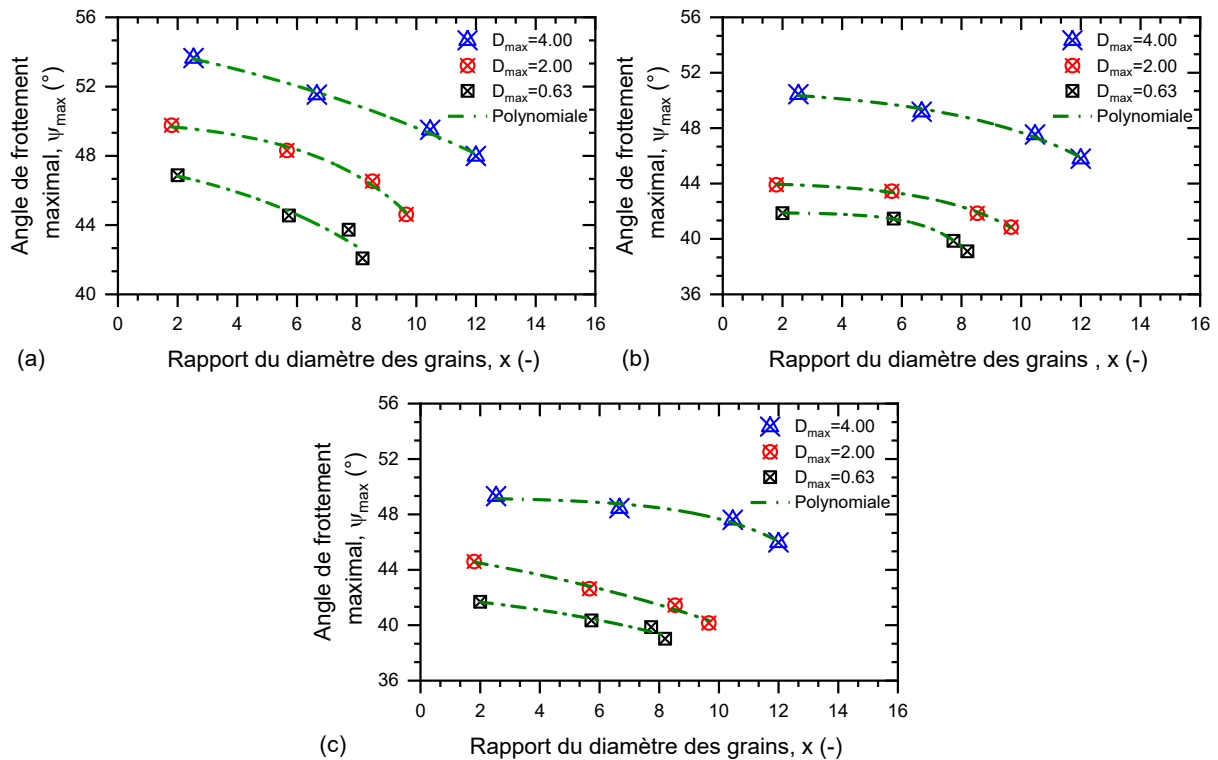 56
52
48
44
40
0 2 4 6 8 10 12 14 16
Angle de frottement
maximal, ψmax (°)
Rapport du diamètre des grains, x (-)
Dmax=4.00
Dmax=2.00
Dmax=0.63
Polynomiale
(a)
56
52
48
44
40
36
0 2 4 6 8 10 12 14 16
Angle de frottement
maximal, ψmax (°)
Rapport du diamètre des grains , x (-)
Dmax=4.00
Dmax=2.00
Dmax=0.63
Polynomiale
(b)
56
52
48
44
40
36
0 2 4 6 8 10 12 14 16
Angle de frottement
maximal, ψmax (°)
Rapport du diamètre des grains, x (-)
Dmax=4.00
Dmax=2.00
Dmax=0.63
Polynomiale
(c)